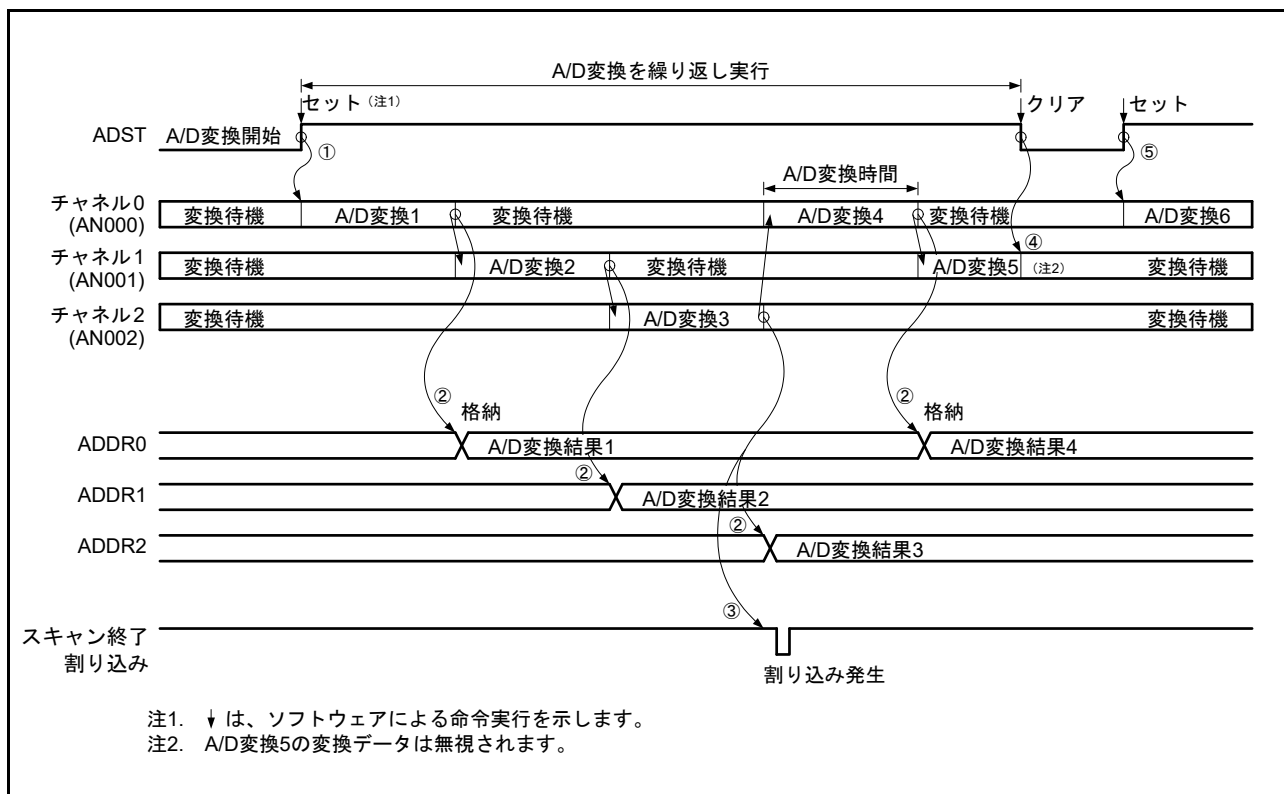 A/D変換を繰り返し実行
セット(注1)
クリア
セット
ADST
A/D変換開始
①
⑤
A/D変換時間
チャネル0
(AN000)
変換待機
A/D変換1
変換待機
A/D変換4
変換待機
A/D変換6
④
チャネル1
(AN001)
変換待機
A/D変換2
変換待機
A/D変換5
(注2)
変換待機
チャネル2
(AN002)
変換待機
A/D変換3
変換待機
②
格納
②
格納
ADDR0
A/D変換結果1
A/D変換結果4
②
ADDR1
A/D変換結果2
②
ADDR2
A/D変換結果3
③
スキャン終了
割り込み
割り込み発生
注1. ↓は、ソフトウェアによる命令実行を示します。
注2. A/D変換5の変換データは無視されます。